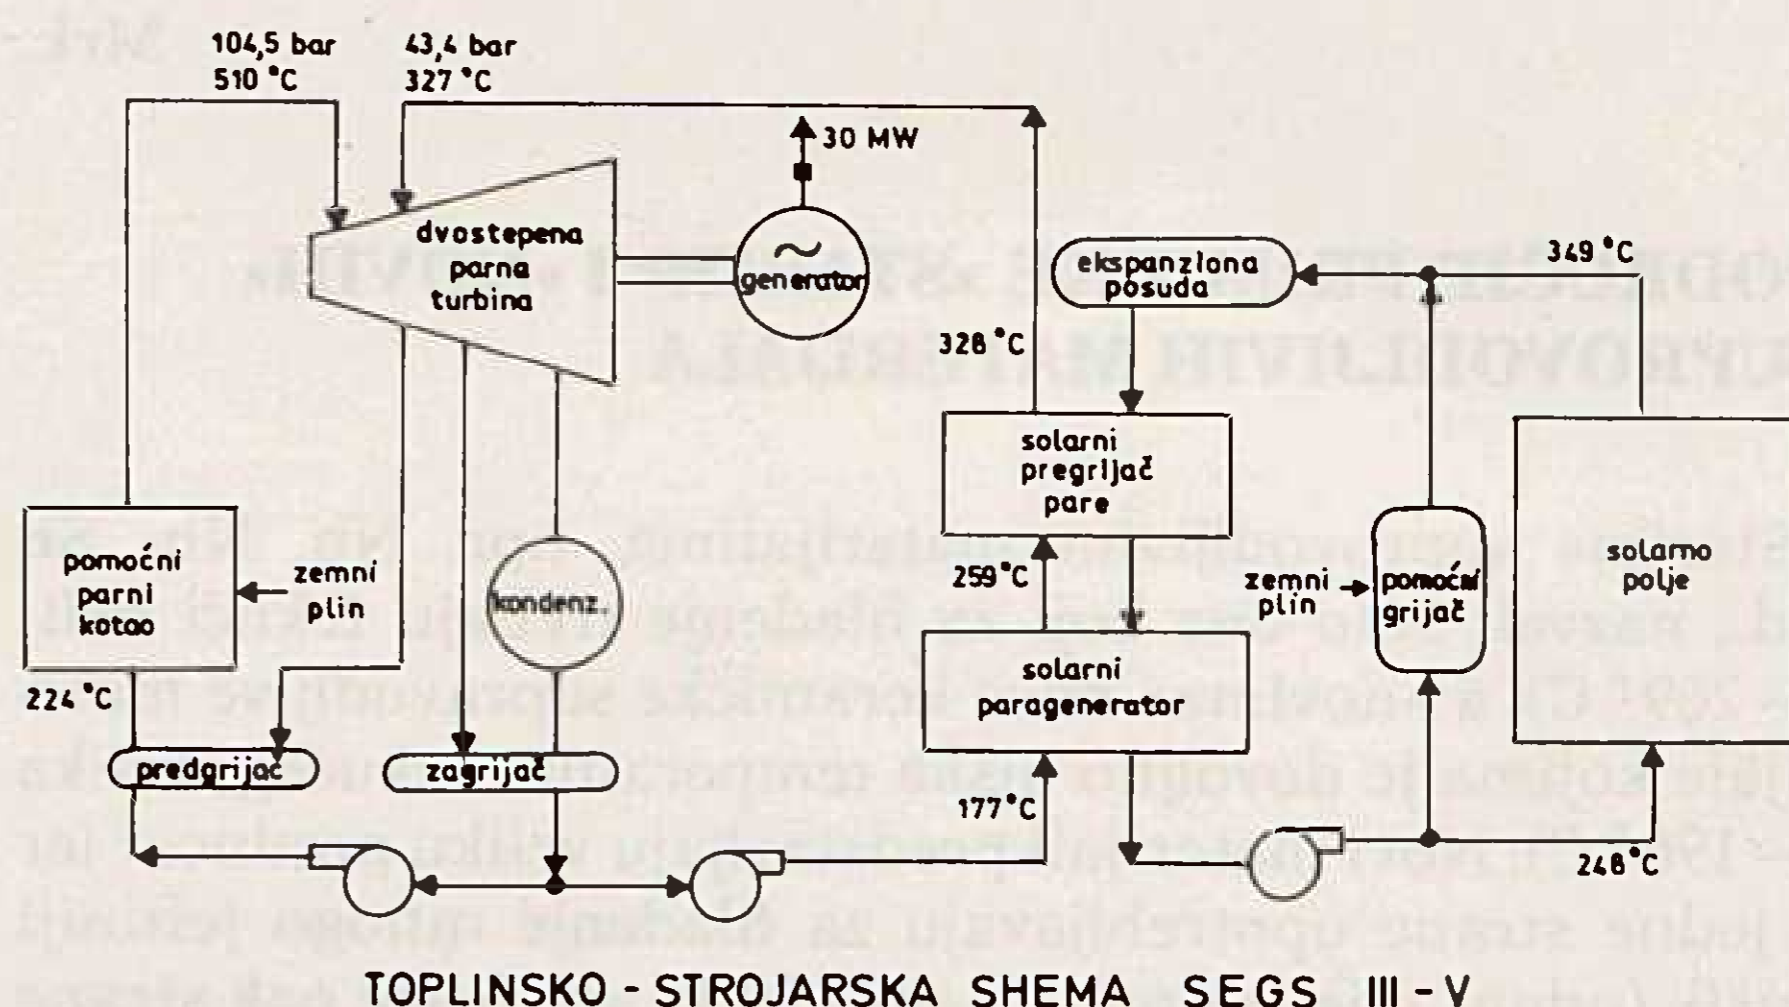 104,5 bar
510 °C
43,4 bar
327 °C
30 MW
dvostepena
parna
turbina
~
generator
ekspanziona
posuda
349 °C
328 °C
solarni
pregrijač
pare
pomoćni
parni
kotao
zemni
plin
kondenz.
259 °C
zemni
plin
pomoćni
grijač
solarno
polje
solarni
paragenerator
224 °C
predgrijač
zagrijač
177 °C
248 °C
TOPLINSKO - STROJARSKA SHEMA SEGS III - V